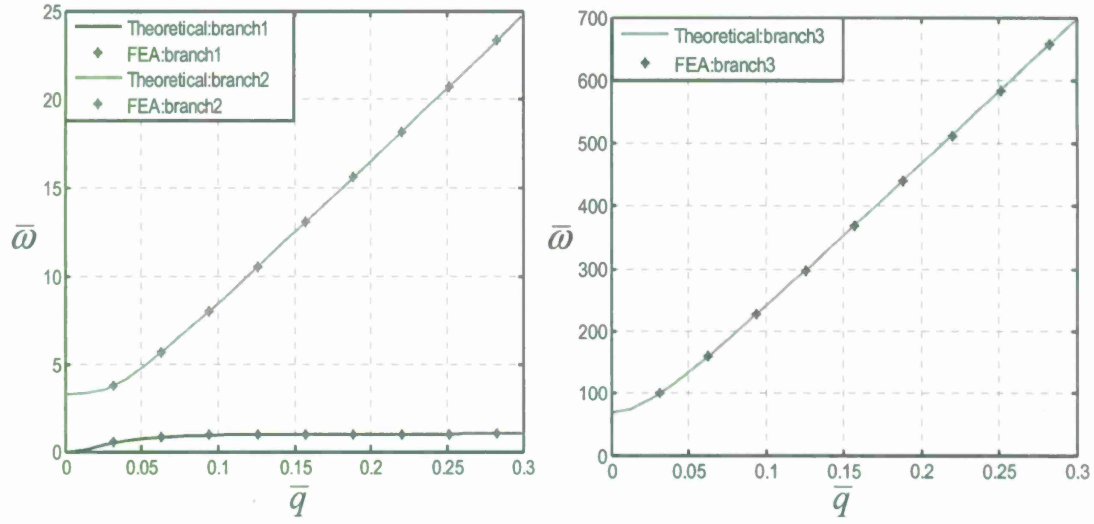 25
20
15
10
5
0
Theoretical:branch1
FEA:branch1
Theoretical:branch2
FEA:branch2
ω̅
0 0.05 0.1 0.15 0.2 0.25 0.3
q̅
700
600
500
400
300
200
100
0
Theoretical:branch3
FEA:branch3
ω̅
0 0.05 0.1 0.15 0.2 0.25 0.3
q̅